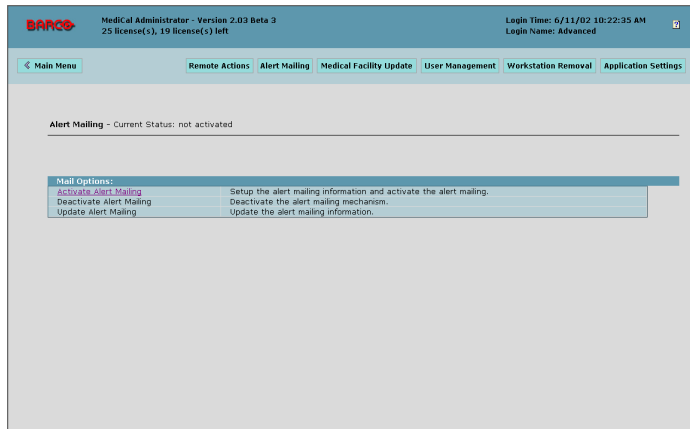 BARCO
MediCal Administrator - Version 2.03 Beta 3
25 license(s), 19 license(s) left
Login Time: 6/11/02 10:22:35 AM
Login Name: Advanced
?
« Main Menu
Remote Actions
Alert Mailing
Medical Facility Update
User Management
Workstation Removal
Application Settings
Alert Mailing - Current Status: not activated
Mail Options:
Activate Alert Mailing Setup the alert mailing information and activate the alert mailing.
Deactivate Alert Mailing Deactivate the alert mailing mechanism.
Update Alert Mailing Update the alert mailing information.